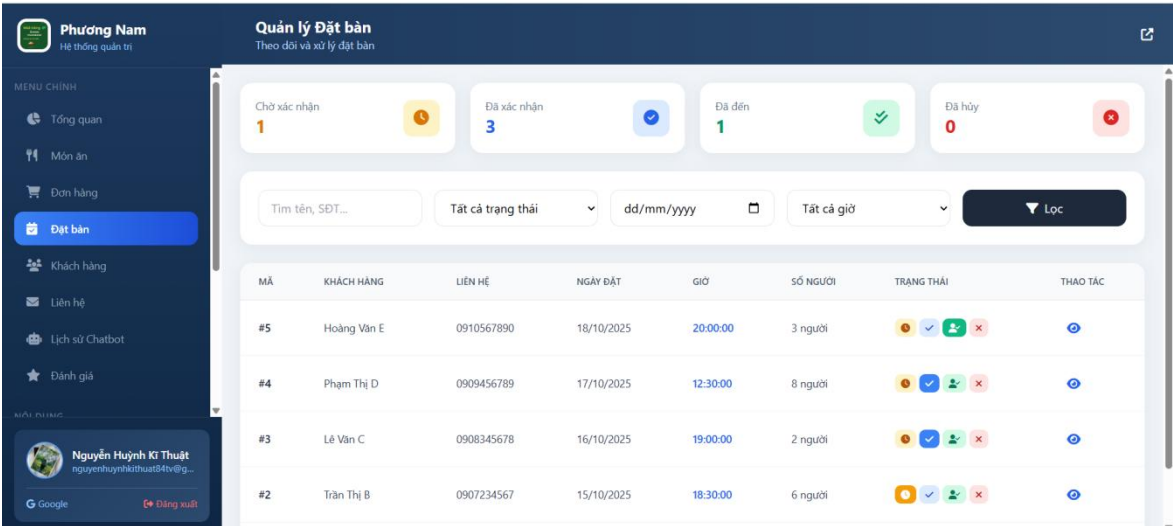 Phương Nam
Hệ thống quản trị
MENU CHÍNH
Tổng quan
Món ăn
Đơn hàng
Đặt bàn
Khách hàng
Liên hệ
Lịch sử Chatbot
Đánh giá
NỘI DUNG
Nguyễn Huỳnh Kĩ Thuật
nguyenhuynhkithuat84tv@g...
Google
Đăng xuất
Quản lý Đặt bàn
Theo dõi và xử lý đặt bàn
Chờ xác nhận
1
Đã xác nhận
3
Đã đến
1
Đã hủy
0
Tìm tên, SĐT... Tất cả trạng thái dd/mm/yyyy Tất cả giờ Lọc
MÃ KHÁCH HÀNG LIÊN HỆ NGÀY ĐẶT GIỜ SỐ NGƯỜI TRẠNG THÁI THAO TÁC
#5 Hoàng Văn E 0910567890 18/10/2025 20:00:00 3 người
#4 Phạm Thị D 0909456789 17/10/2025 12:30:00 8 người
#3 Lê Văn C 0908345678 16/10/2025 19:00:00 2 người
#2 Trần Thị B 0907234567 15/10/2025 18:30:00 6 người